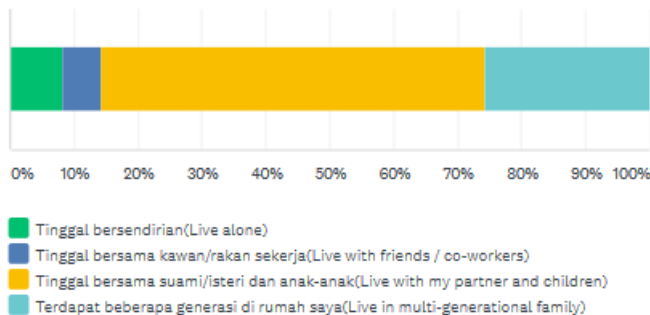 0% 10% 20% 30% 40% 50% 60% 70% 80% 90% 100%
Tinggal bersendirian(Live alone)
Tinggal bersama kawan/rakan sekerja(Live with friends / co-workers)
Tinggal bersama suami/isteri dan anak-anak(Live with my partner and children)
Terdapat beberapa generasi di rumah saya(Live in multi-generational family)